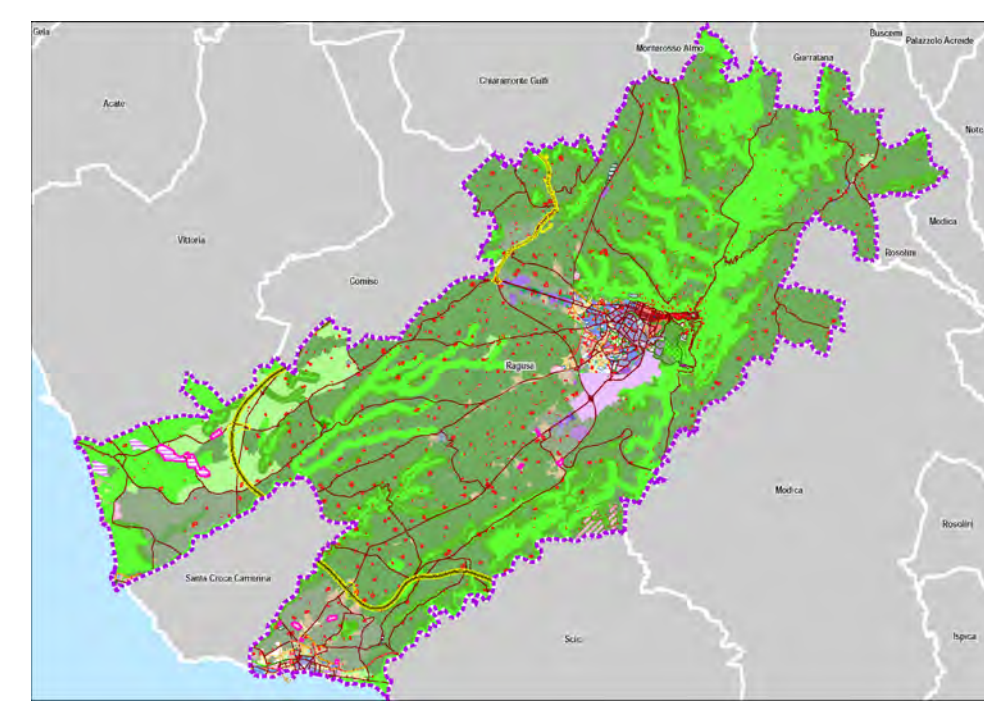 Gela
Buscemi
Palazzolo Acreide
Monterosso Almo
Giarratana
Chiaramonte Gulfi
Acate
Noto
Modica
Vittoria
Rosolini
Comiso
Ragusa
Modica
Rosolini
Santa Croce Camerina
Scicli
Ispica